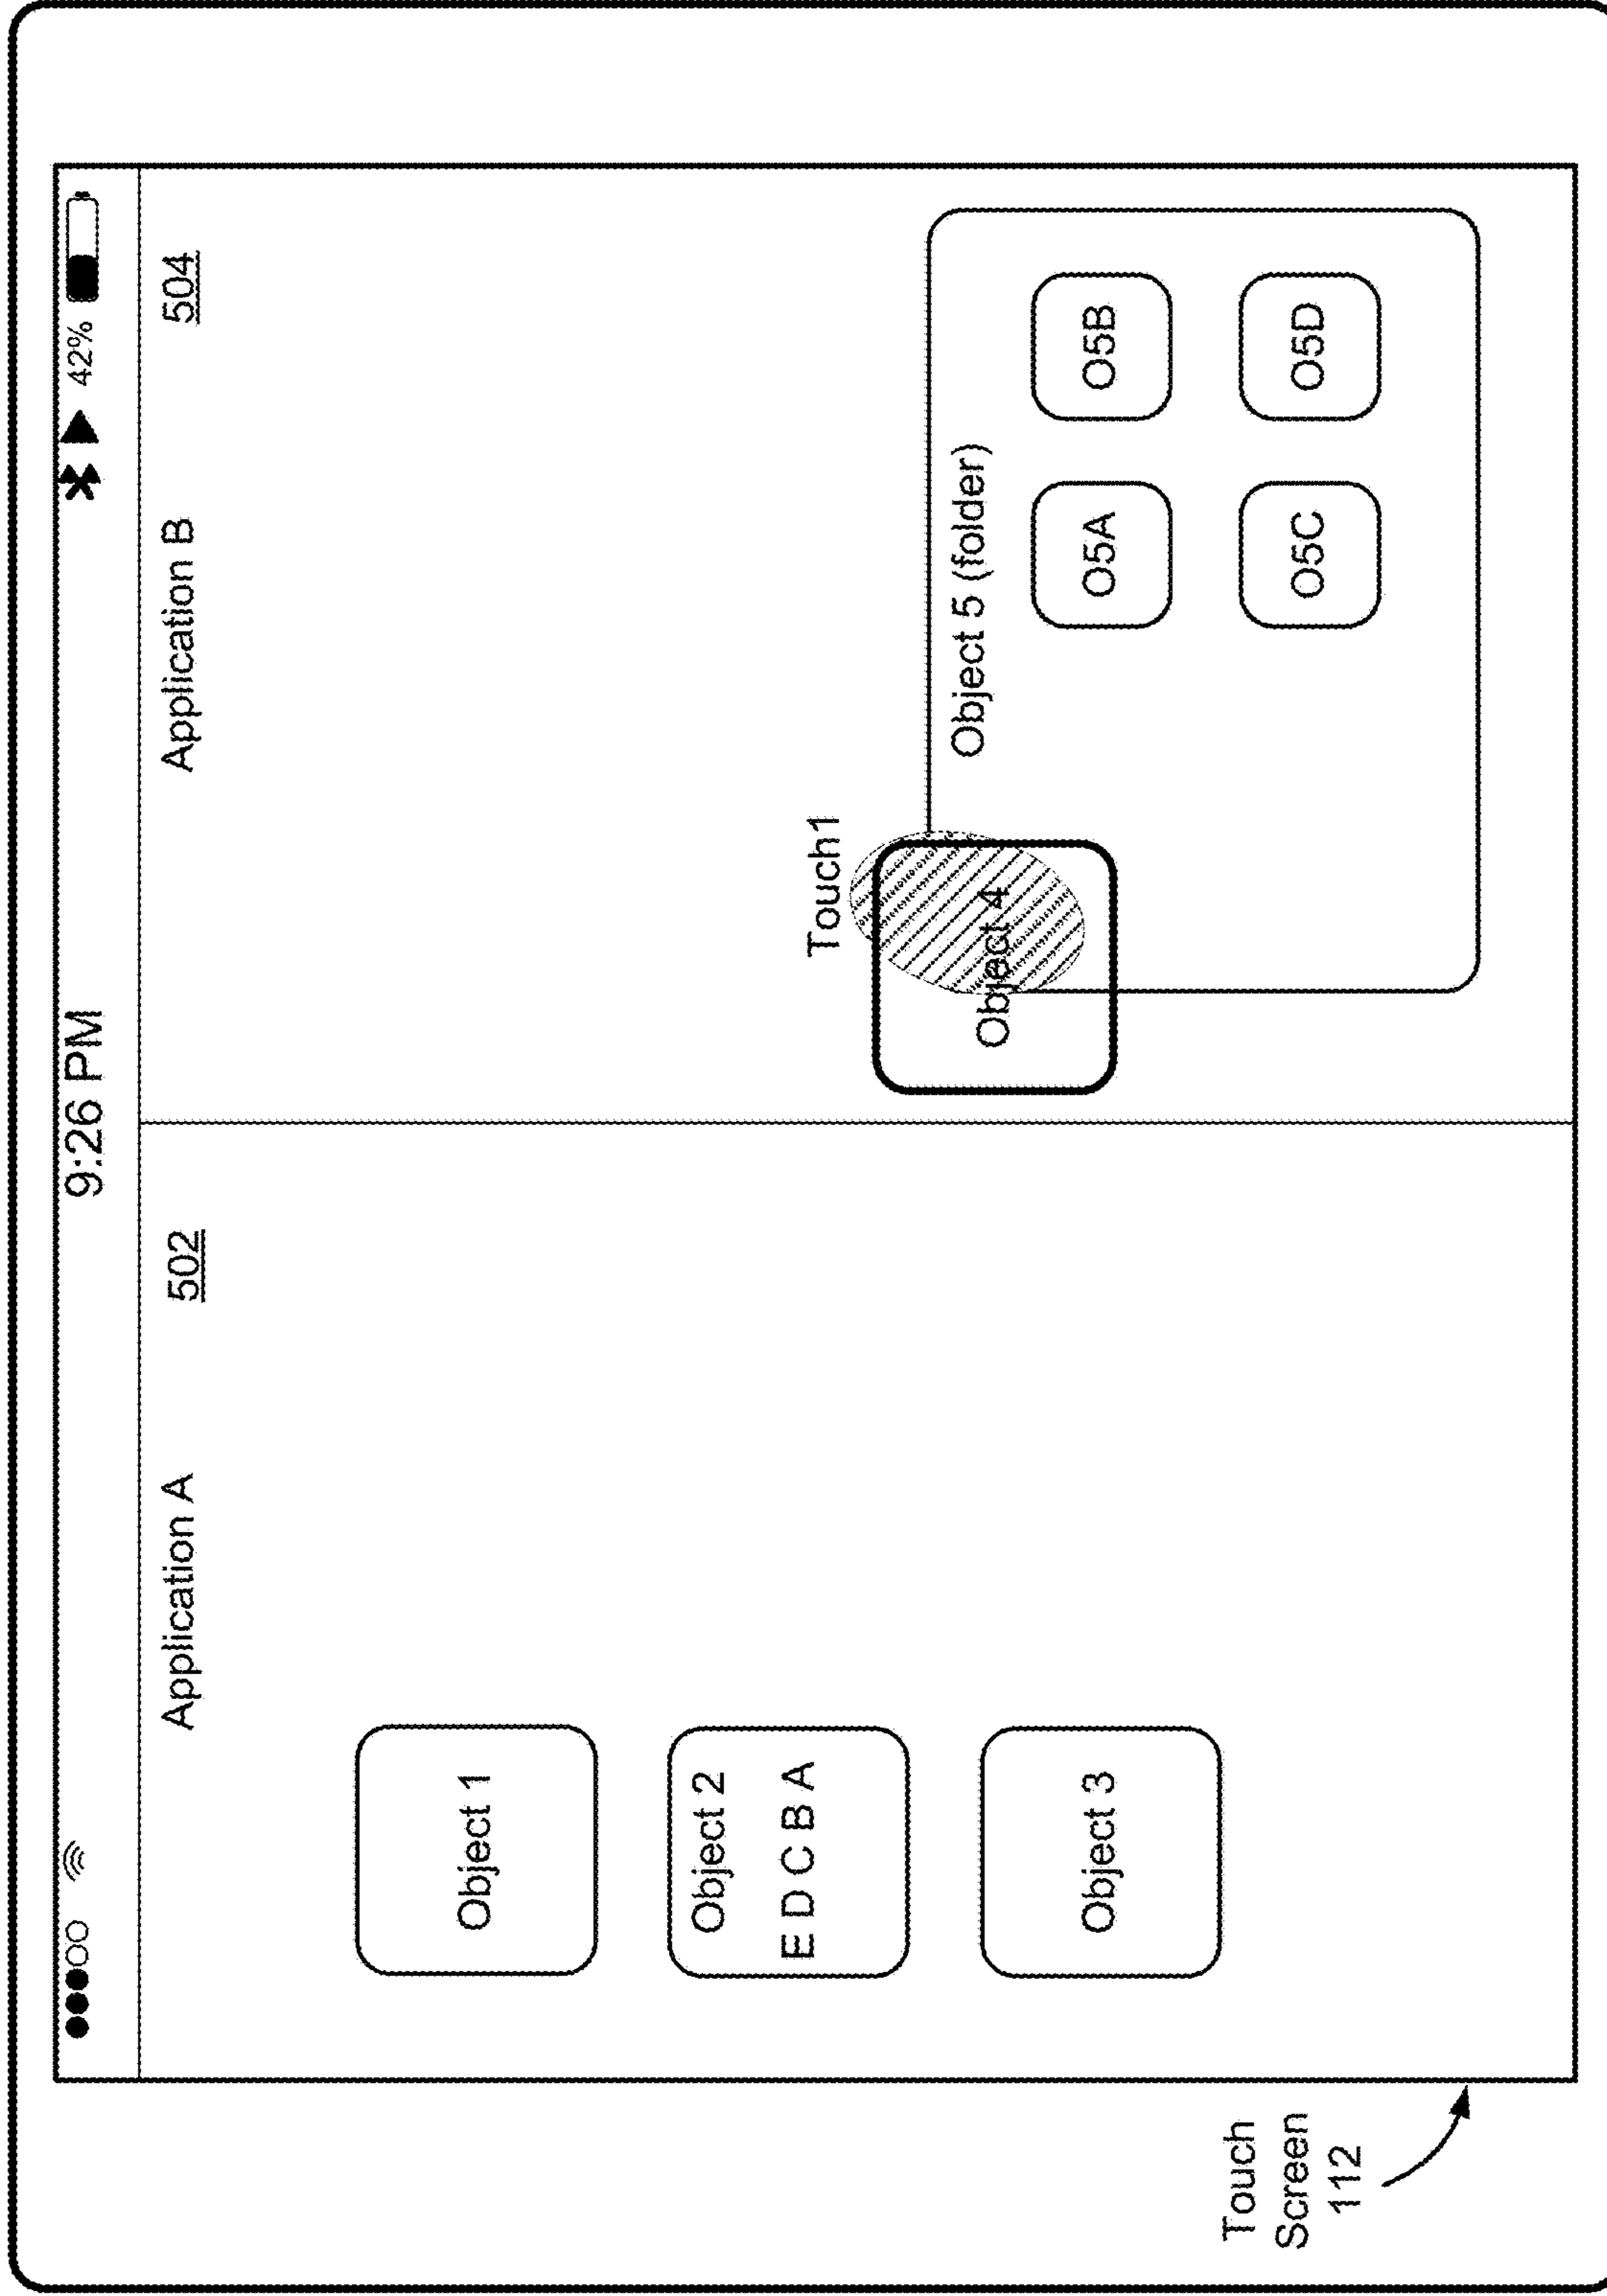 9:26 PM
42%
Application A
502
Application B
504
Object 1
Object 2
E D C B A
Object 3
Touch1
Object 4
Object 5 (folder)
O5A
O5B
O5C
O5D
Touch
Screen
112